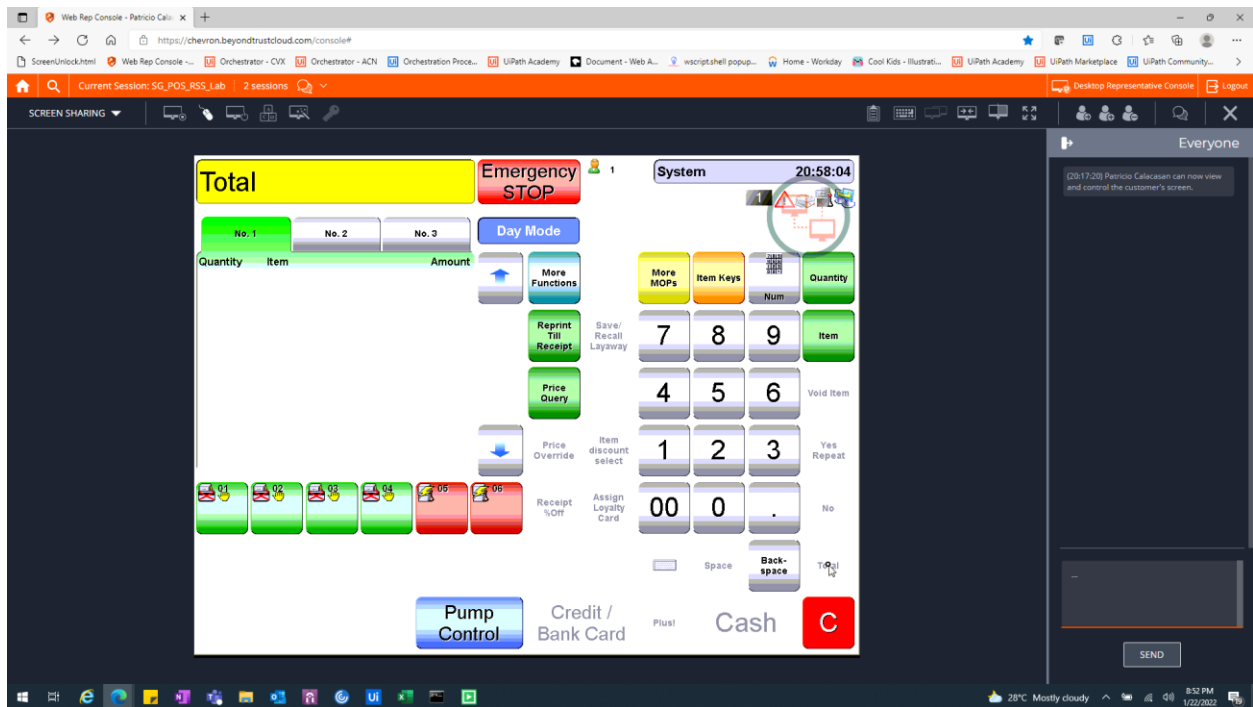 Web Rep Console - Patricio Cala
https://chevron.beyondtrustcloud.com/console#
ScreenUnlock.html Web Rep Console -... Orchestrator - CVX Orchestrator - ACN Orchestration Proce... UiPath Academy Document - Web A... wscript.shell popup... Home - Workday Cool Kids - Illustrati... UiPath Academy UiPath Marketplace UiPath Community...
Current Session: SG_POS_RSS_Lab 2 sessions
Desktop Representative Console Logout
SCREEN SHARING
Everyone
(20:17:20) Patricio Calacasan can now view
and control the customer's screen.
Total
Emergency
STOP
1
System 20:58:04
1
No. 1 No. 2 No. 3
Day Mode
Quantity Item Amount
More
Functions
More
MOPs
Item Keys
Num
Quantity
Reprint
Till
Receipt
Save/
Recall
Layaway
7 8 9
Item
Price
Query
4 5 6
Void Item
Price
Override
Item
discount
select
1 2 3
Yes
Repeat
01 02 03 04 05 06
Receipt
%Off
Assign
Loyalty
Card
00 0 .
No
Space
Back-
space
Total
Pump
Control
Credit /
Bank Card
Plus!
Cash
C
SEND
28°C Mostly cloudy
8:52 PM
1/22/2022